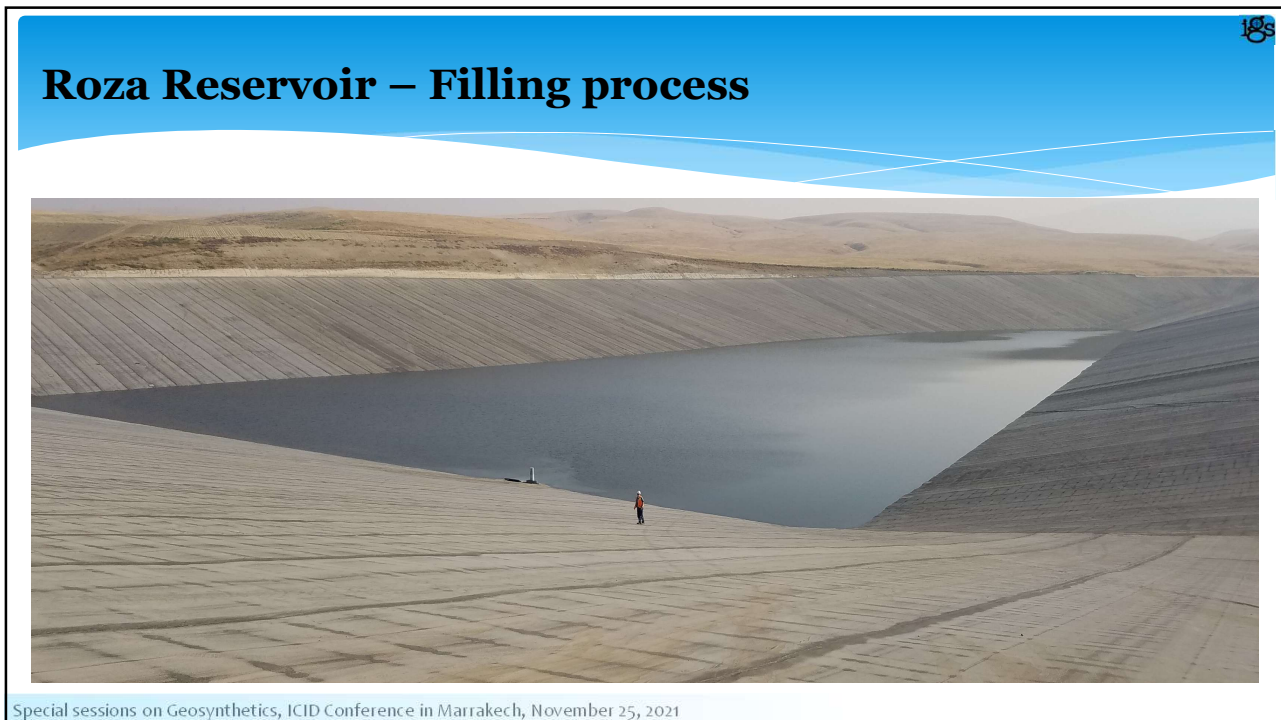 igs
Roza Reservoir – Filling process
Special sessions on Geosynthetics, ICID Conference in Marrakech, November 25, 2021